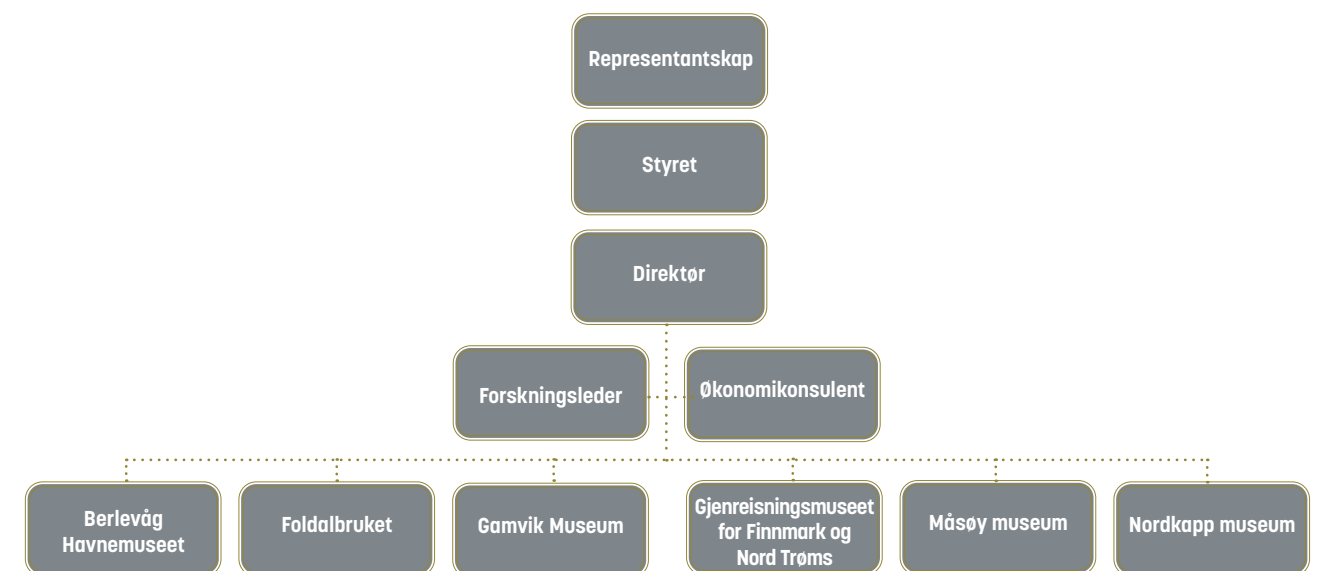 Representantskap
Styret
Direktør
Forskningsleder
Økonomikonsulent
Berlevåg
Havnemuseet
Foldalbruket
Gamvik Museum
Gjenreisningsmuseet
for Finnmark og
Nord Trøms
Måsøy museum
Nordkapp museum